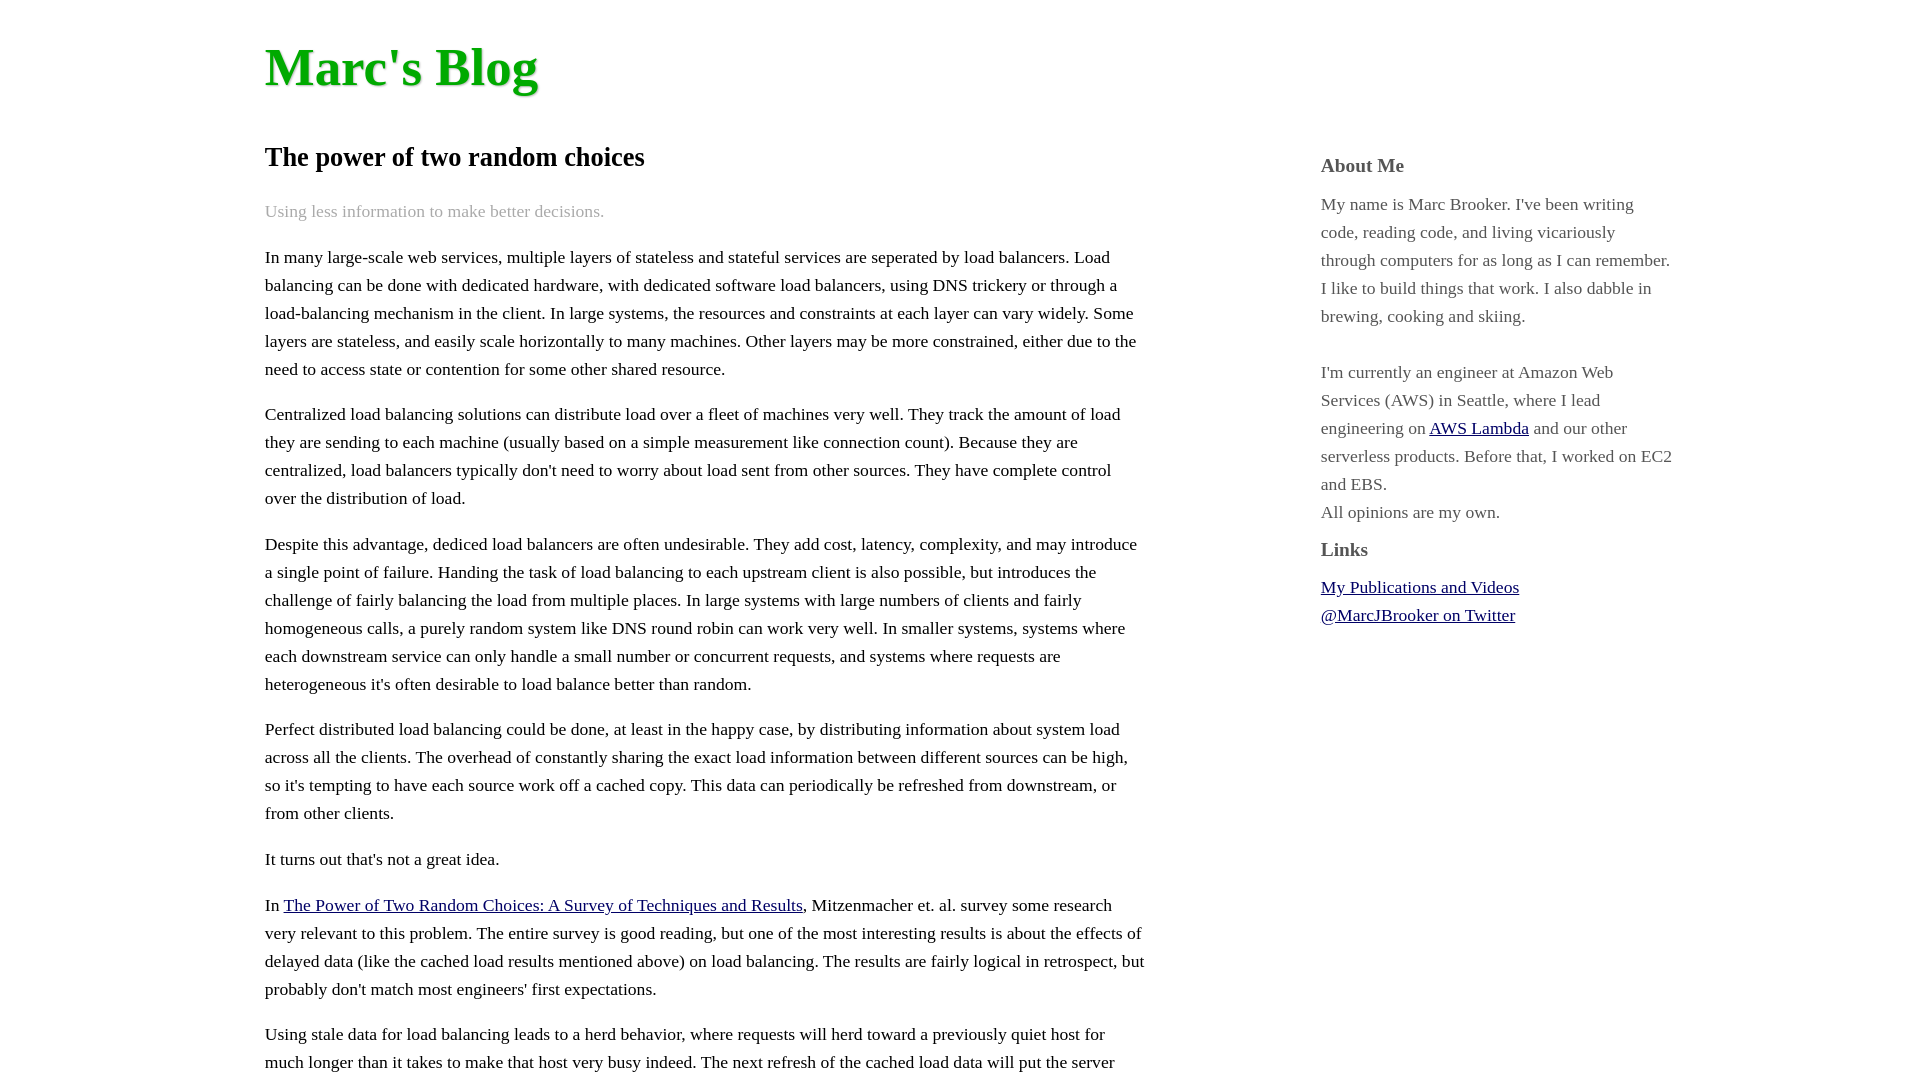 Marc's Blog
The power of two random choices
Using less information to make better decisions.
In many large-scale web services, multiple layers of stateless and stateful services are seperated by load balancers. Load
balancing can be done with dedicated hardware, with dedicated software load balancers, using DNS trickery or through a
load-balancing mechanism in the client. In large systems, the resources and constraints at each layer can vary widely. Some
layers are stateless, and easily scale horizontally to many machines. Other layers may be more constrained, either due to the
need to access state or contention for some other shared resource.
Centralized load balancing solutions can distribute load over a fleet of machines very well. They track the amount of load
they are sending to each machine (usually based on a simple measurement like connection count). Because they are
centralized, load balancers typically don't need to worry about load sent from other sources. They have complete control
over the distribution of load.
Despite this advantage, dediced load balancers are often undesirable. They add cost, latency, complexity, and may introduce
a single point of failure. Handing the task of load balancing to each upstream client is also possible, but introduces the
challenge of fairly balancing the load from multiple places. In large systems with large numbers of clients and fairly
homogeneous calls, a purely random system like DNS round robin can work very well. In smaller systems, systems where
each downstream service can only handle a small number or concurrent requests, and systems where requests are
heterogeneous it's often desirable to load balance better than random.
Perfect distributed load balancing could be done, at least in the happy case, by distributing information about system load
across all the clients. The overhead of constantly sharing the exact load information between different sources can be high,
so it's tempting to have each source work off a cached copy. This data can periodically be refreshed from downstream, or
from other clients.
It turns out that's not a great idea.
In The Power of Two Random Choices: A Survey of Techniques and Results, Mitzenmacher et. al. survey some research
very relevant to this problem. The entire survey is good reading, but one of the most interesting results is about the effects of
delayed data (like the cached load results mentioned above) on load balancing. The results are fairly logical in retrospect, but
probably don't match most engineers' first expectations.
Using stale data for load balancing leads to a herd behavior, where requests will herd toward a previously quiet host for
much longer than it takes to make that host very busy indeed. The next refresh of the cached load data will put the server
About Me
My name is Marc Brooker. I've been writing
code, reading code, and living vicariously
through computers for as long as I can remember.
I like to build things that work. I also dabble in
brewing, cooking and skiing.
I'm currently an engineer at Amazon Web
Services (AWS) in Seattle, where I lead
engineering on AWS Lambda and our other
serverless products. Before that, I worked on EC2
and EBS.
All opinions are my own.
Links
My Publications and Videos
@MarcJBrooker on Twitter